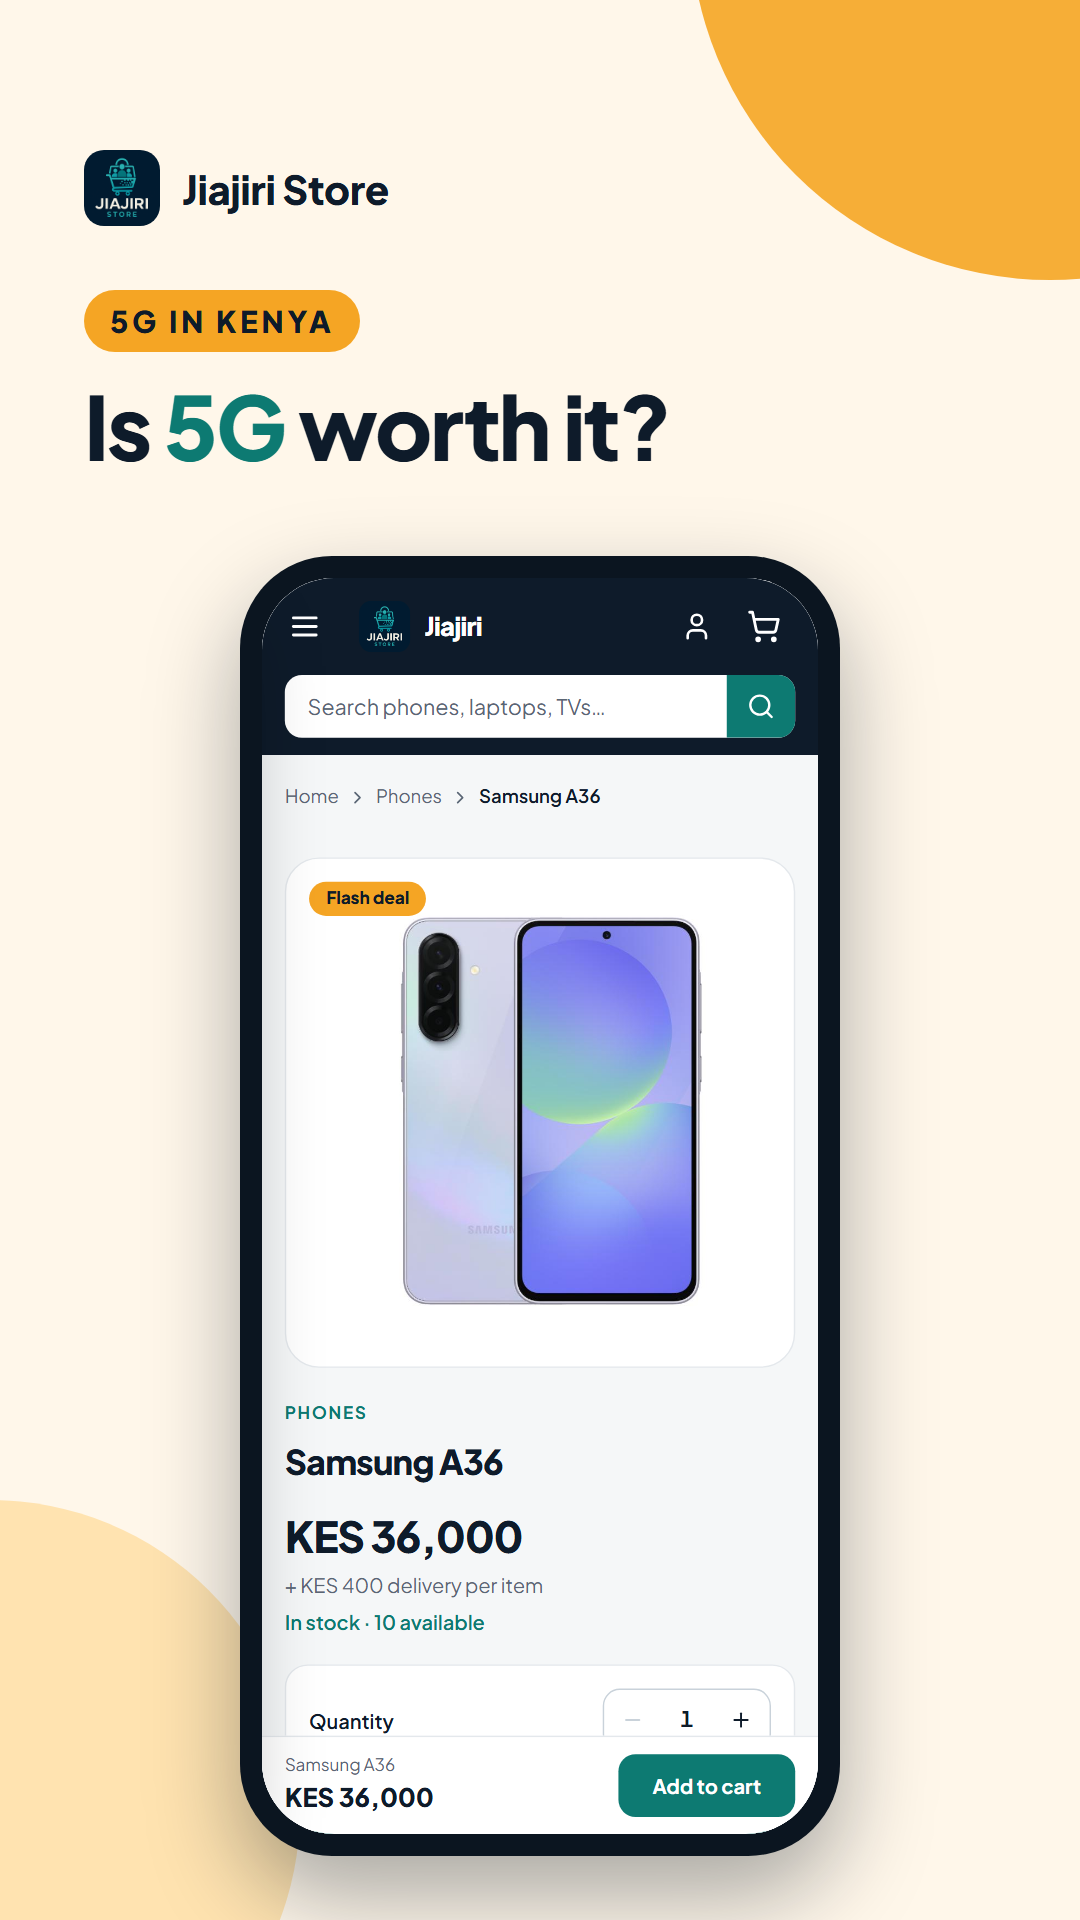 JIAJIRI
STORE
Jiajiri Store
5G IN KENYA
Is 5G worth it?
JIAJIRI
STORE
Jiajiri
Search phones, laptops, TVs...
Home > Phones > Samsung A36
Flash deal
SAMSUN
PHONES
Samsung A36
KES 36,000
+ KES 400 delivery per item
In stock · 10 available
Quantity
− 1 +
Samsung A36
KES 36,000
Add to cart